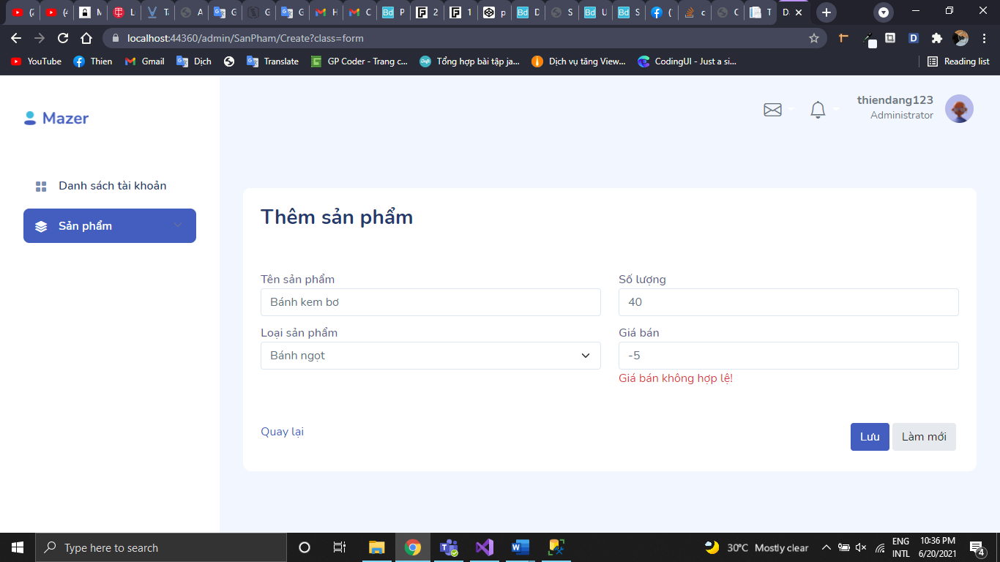 localhost:44360/admin/SanPham/Create?class=form
YouTube
Thien
Gmail
Dịch
Translate
GP Coder - Trang c...
Tổng hợp bài tập ja...
Dịch vụ tăng View...
CodingUI - Just a si...
Reading list
Mazer
thiendang123
Administrator
Danh sách tài khoản
Sản phẩm
Thêm sản phẩm
Tên sản phẩm
Số lượng
Bánh kem bơ
40
Loại sản phẩm
Giá bán
Bánh ngọt
-5
Giá bán không hợp lệ!
Quay lại
Lưu
Làm mới
Type here to search
30°C Mostly clear
ENG
INTL
10:36 PM
6/20/2021
4